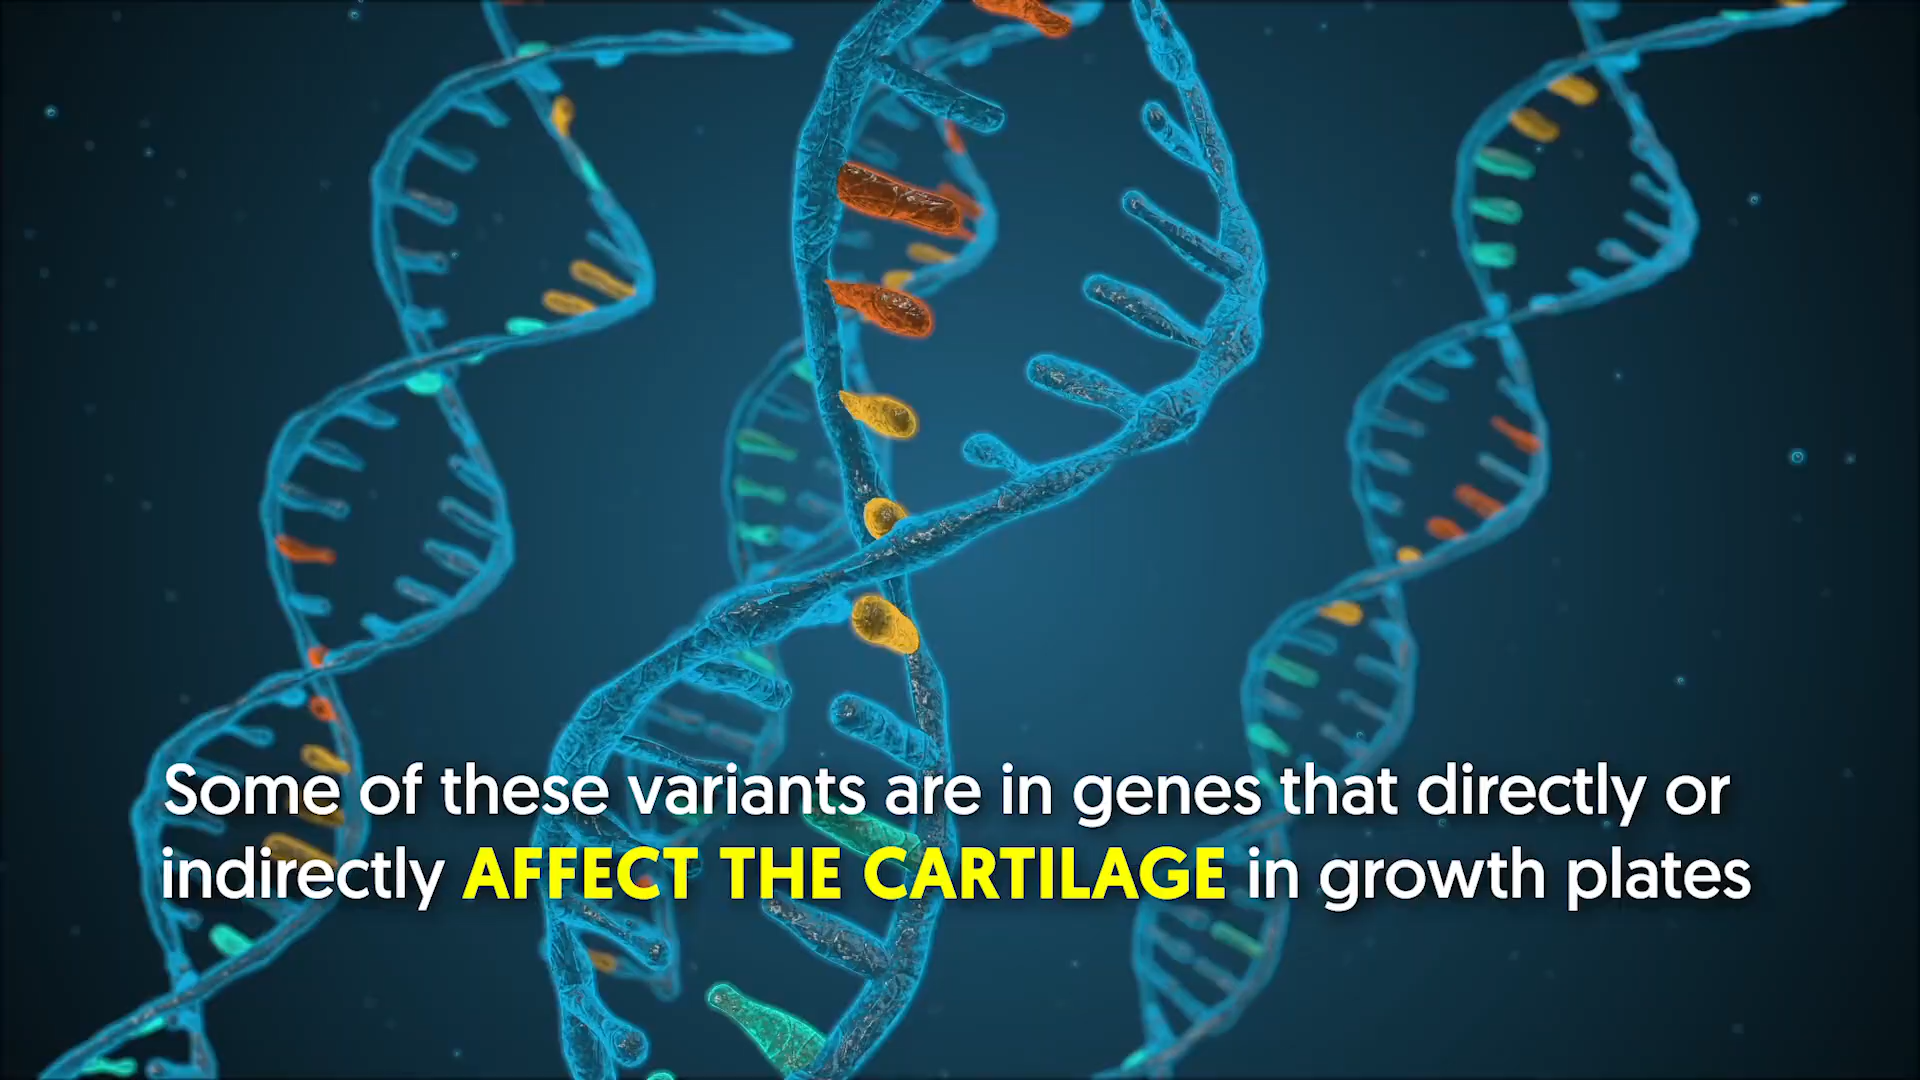 Some of these variants are in genes that directly or
indirectly AFFECT THE CARTILAGE in growth plates